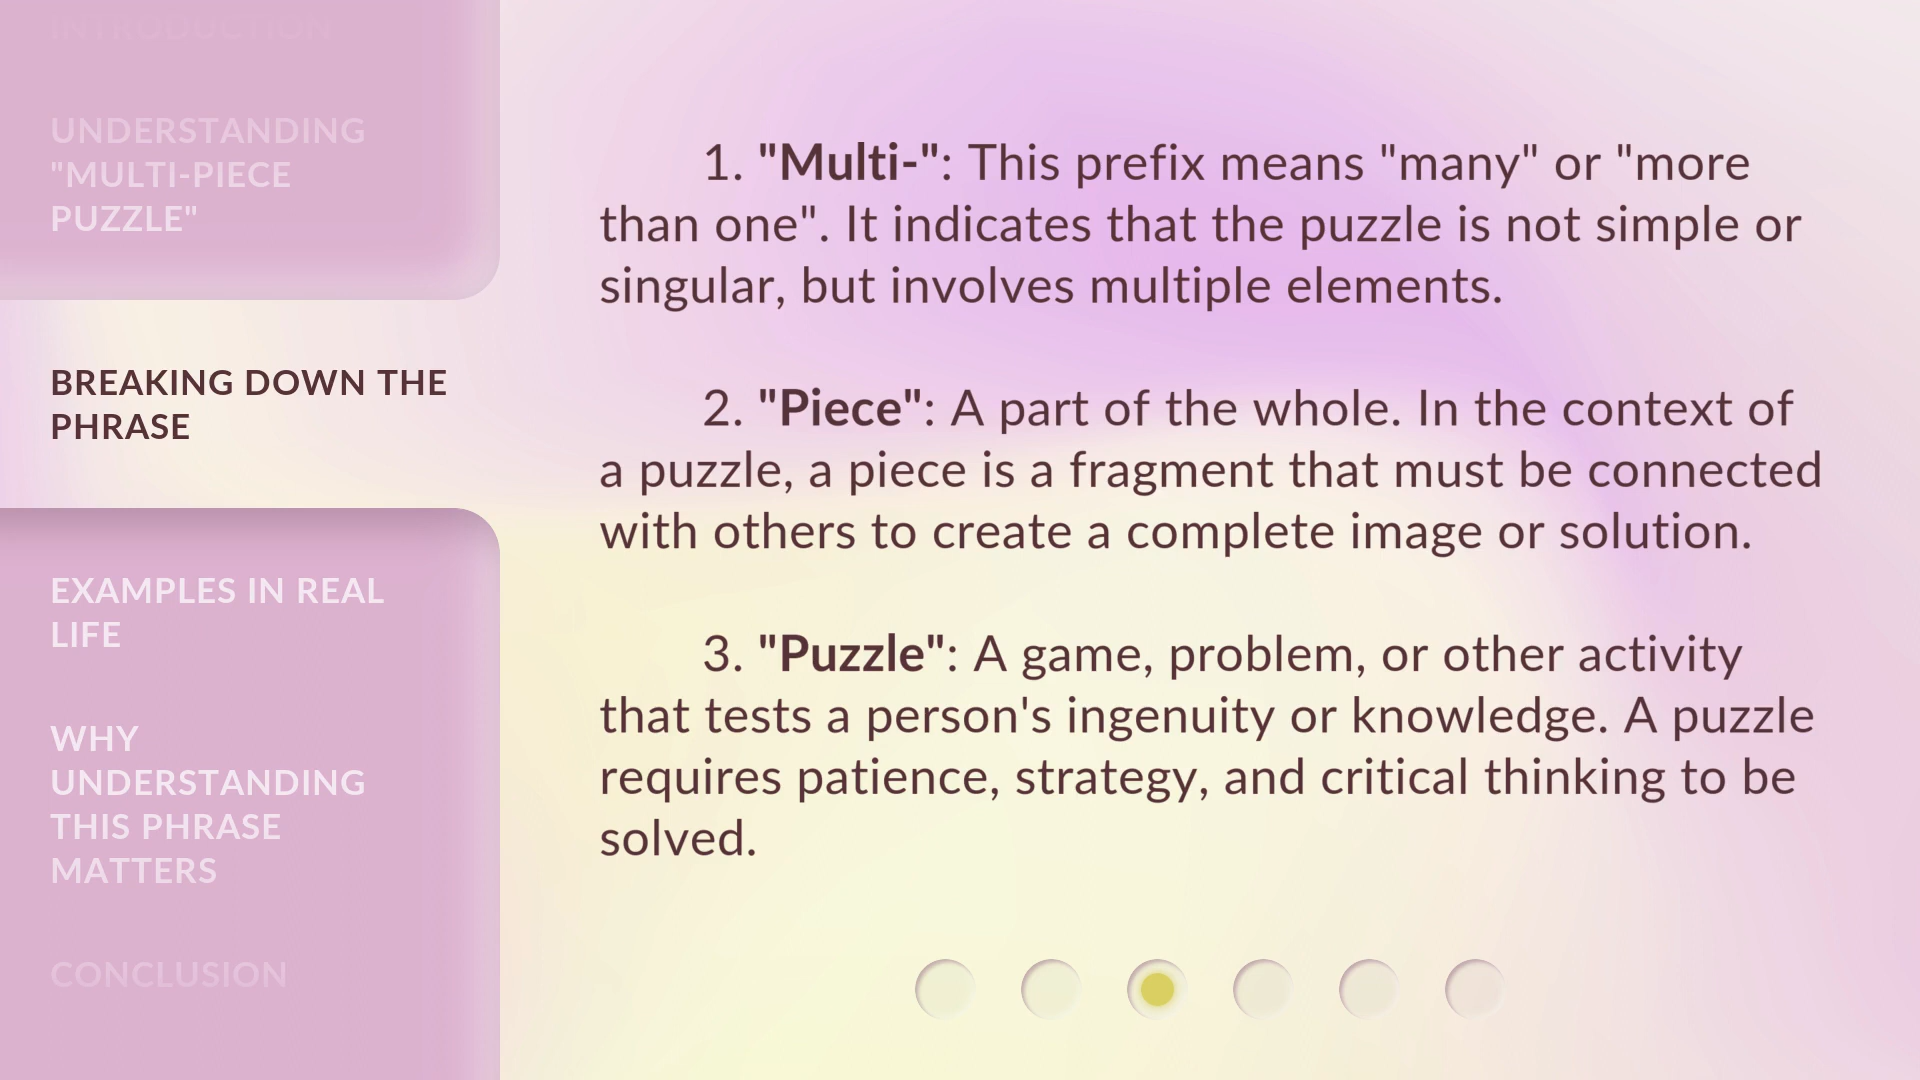 INTRODUCTION
UNDERSTANDING
"MULTI-PIECE
PUZZLE"
BREAKING DOWN THE
PHRASE
EXAMPLES IN REAL
LIFE
WHY
UNDERSTANDING
THIS PHRASE
MATTERS
CONCLUSION
1. "Multi-": This prefix means "many" or "more
than one". It indicates that the puzzle is not simple or
singular, but involves multiple elements.
2. "Piece": A part of the whole. In the context of
a puzzle, a piece is a fragment that must be connected
with others to create a complete image or solution.
3. "Puzzle": A game, problem, or other activity
that tests a person's ingenuity or knowledge. A puzzle
requires patience, strategy, and critical thinking to be
solved.